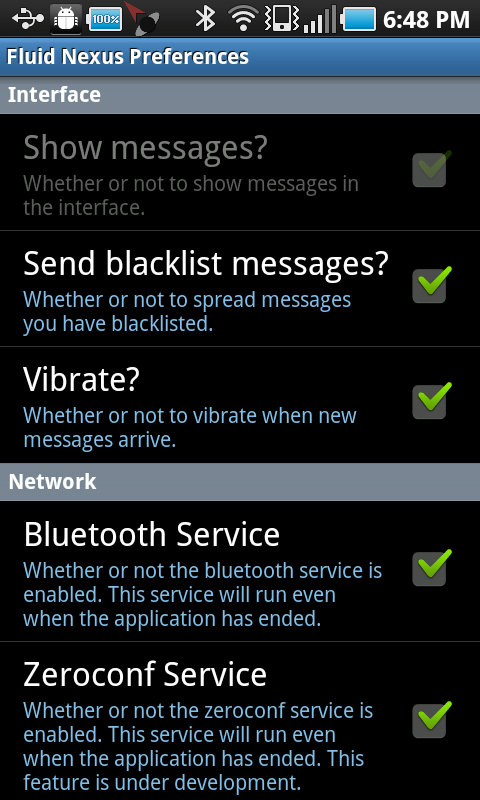 100% 6:48 PM
Fluid Nexus Preferences
Interface
Show messages?
Whether or not to show messages in
the interface.
Send blacklist messages?
Whether or not to spread messages
you have blacklisted.
Vibrate?
Whether or not to vibrate when new
messages arrive.
Network
Bluetooth Service
Whether or not the bluetooth service is
enabled. This service will run even
when the application has ended.
Zeroconf Service
Whether or not the zeroconf service is
enabled. This service will run even
when the application has ended. This
feature is under development.